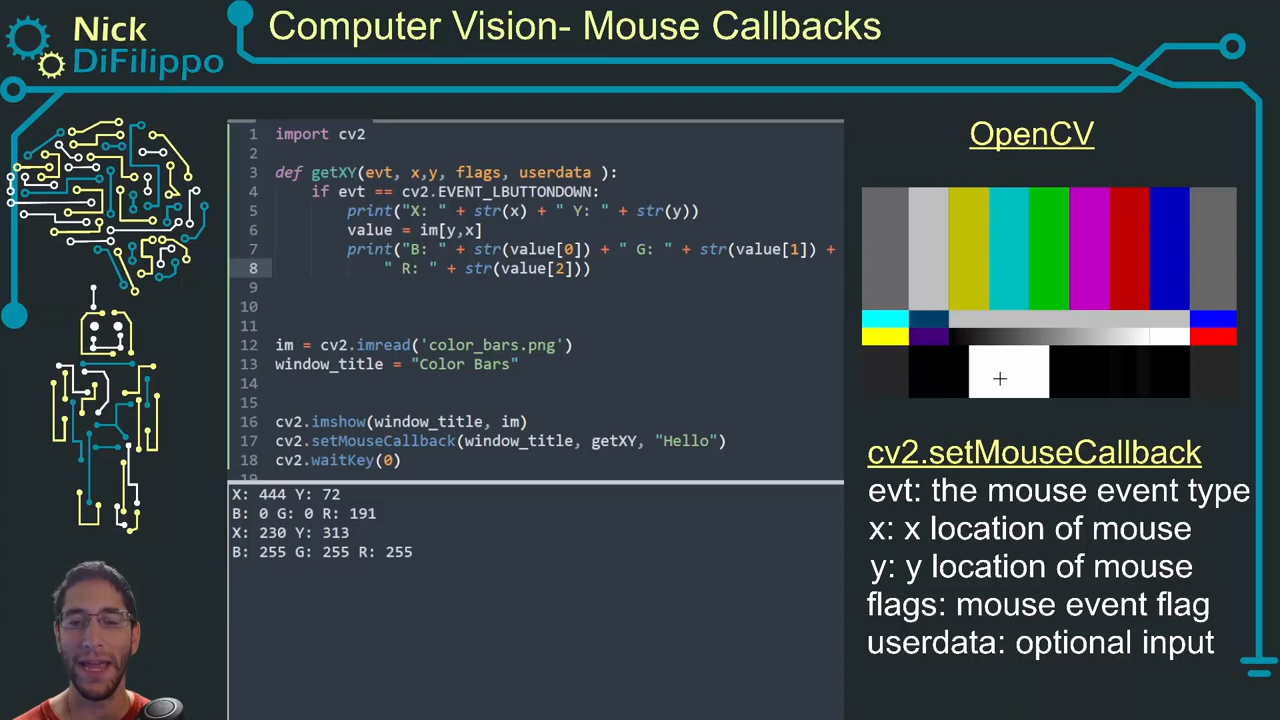 Nick
DiFilippo
Computer Vision- Mouse Callbacks
1 import cv2
2
3 def getXY(evt, x,y, flags, userdata ):
4 if evt == cv2.EVENT_LBUTTONDOWN:
5 print("X: " + str(x) + " Y: " + str(y))
6 value = im[y,x]
7 print("B: " + str(value[0]) + " G: " + str(value[1]) +
8 " R: " + str(value[2]))
9
10
11
12 im = cv2.imread('color_bars.png')
13 window_title = "Color Bars"
14
15
16 cv2.imshow(window_title, im)
17 cv2.setMouseCallback(window_title, getXY, "Hello")
18 cv2.waitKey(0)
19
X: 444 Y: 72
B: 0 G: 0 R: 191
X: 230 Y: 313
B: 255 G: 255 R: 255
OpenCV
cv2.setMouseCallback
evt: the mouse event type
x: x location of mouse
y: y location of mouse
flags: mouse event flag
userdata: optional input